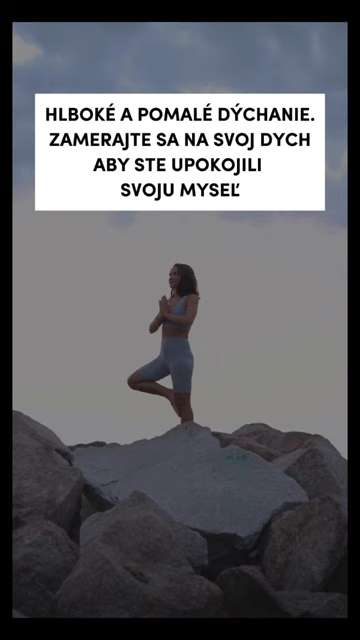 HLBOKÉ A POMALÉ DÝCHANIE.
ZAMERAJTE SA NA SVOJ DYCH
ABY STE UPOKOJILI
SVOJU MYSEĽ